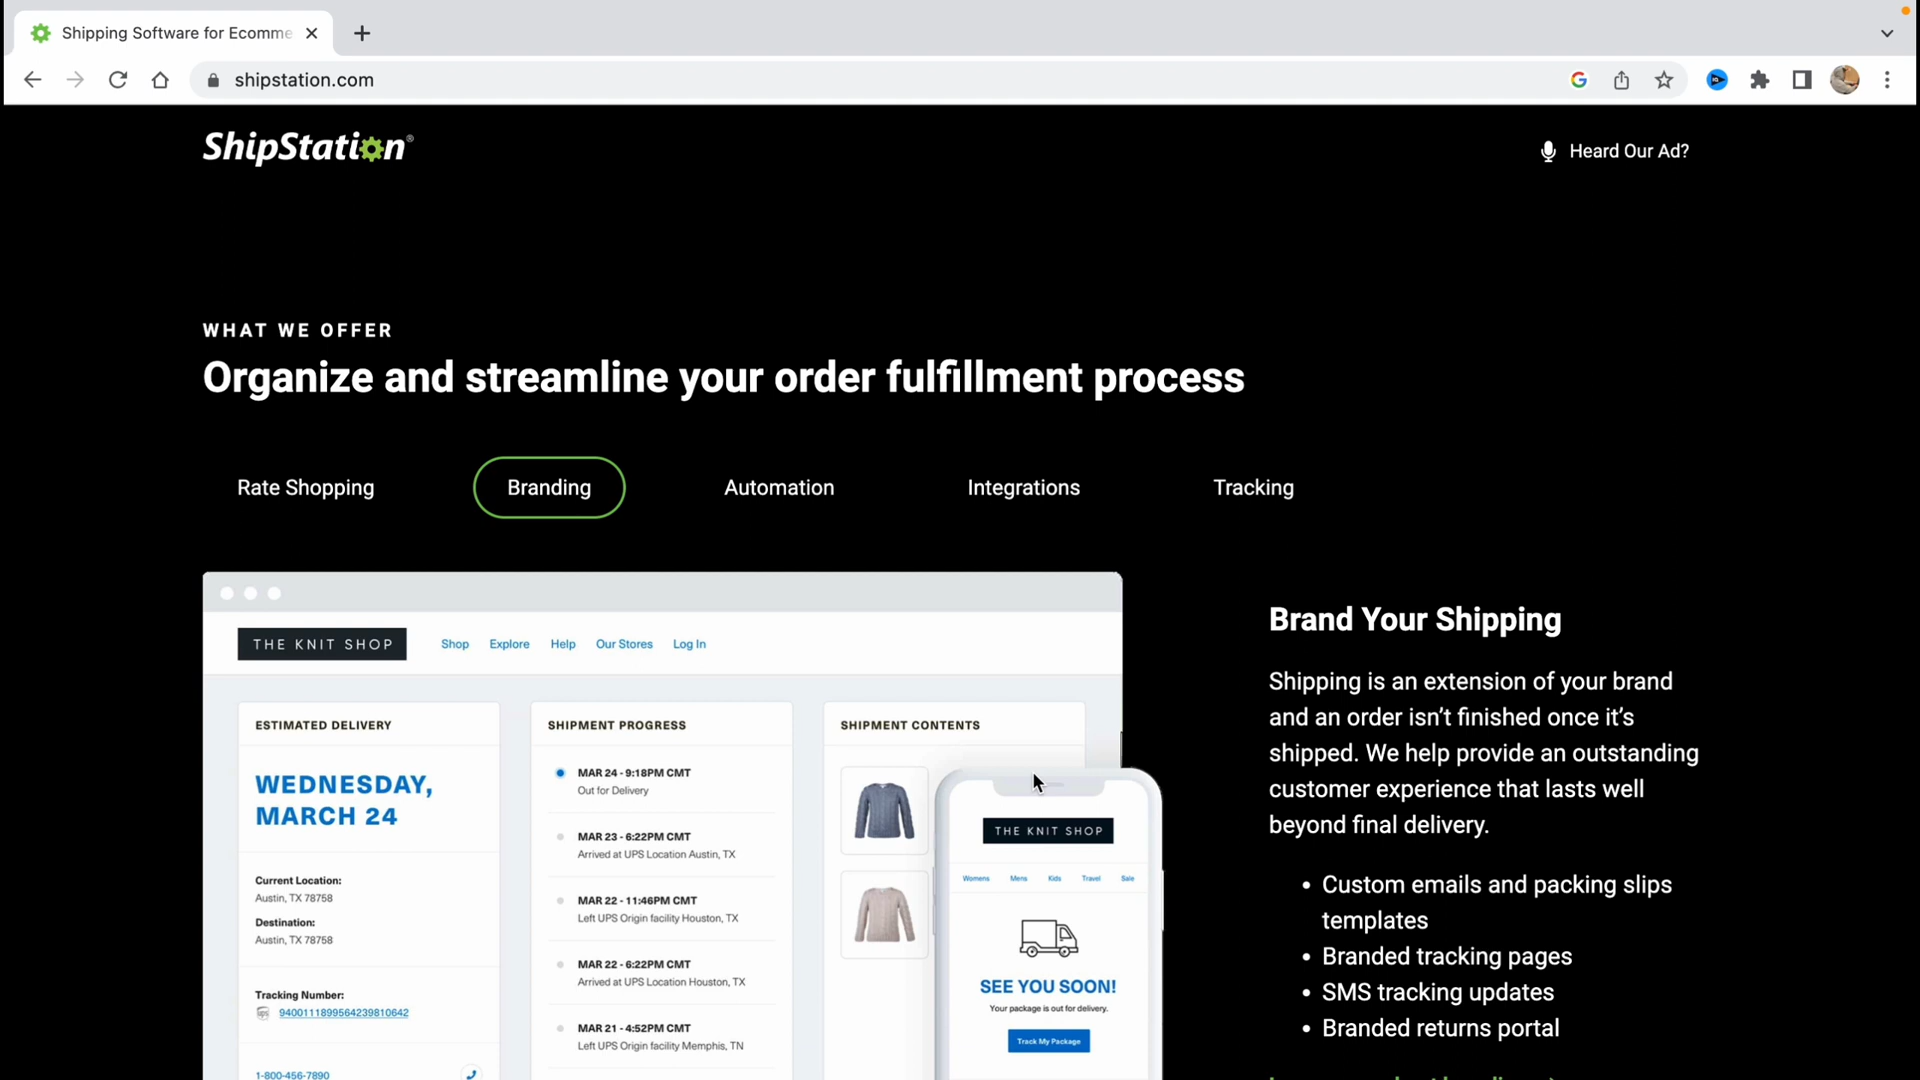 Shipping Software for Ecomme
shipstation.com
ShipStation®
Heard Our Ad?
WHAT WE OFFER
Organize and streamline your order fulfillment process
Rate Shopping
Branding
Automation
Integrations
Tracking
THE KNIT SHOP
Shop
Explore
Help
Our Stores
Log In
ESTIMATED DELIVERY
WEDNESDAY,
MARCH 24
Current Location:
Austin, TX 78758
Destination:
Austin, TX 78758
Tracking Number:
9400111899564239810642
1-800-456-7890
SHIPMENT PROGRESS
MAR 24 - 9:18PM CMT
Out for Delivery
MAR 23 - 6:22PM CMT
Arrived at UPS Location Austin, TX
MAR 22 - 11:46PM CMT
Left UPS Origin facility Houston, TX
MAR 22 - 6:22PM CMT
Arrived at UPS Location Houston, TX
MAR 21 - 4:52PM CMT
Left UPS Origin facility Memphis, TN
SHIPMENT CONTENTS
THE KNIT SHOP
Womens
Mens
Kids
Travel
Sale
SEE YOU SOON!
Your package is out for delivery.
Track My Package
Brand Your Shipping
Shipping is an extension of your brand
and an order isn’t finished once it’s
shipped. We help provide an outstanding
customer experience that lasts well
beyond final delivery.
• Custom emails and packing slips
templates
• Branded tracking pages
• SMS tracking updates
• Branded returns portal